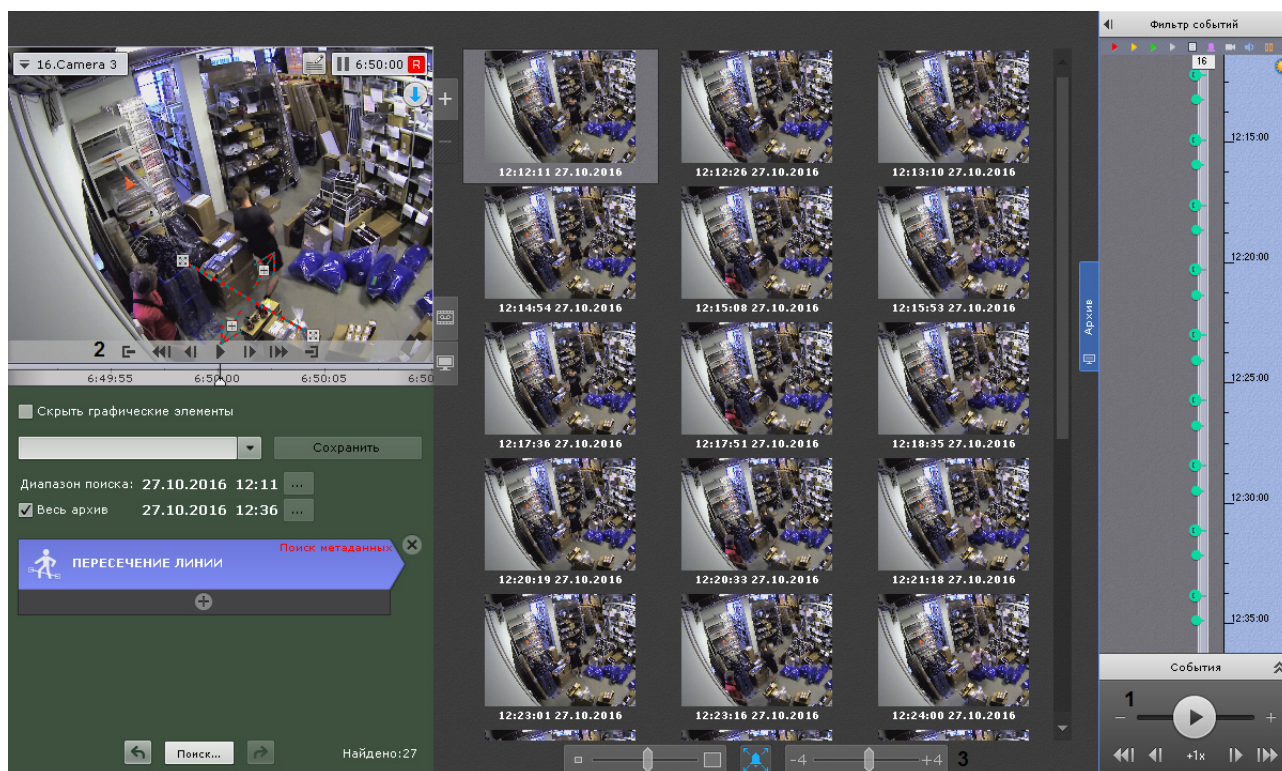 16.Camera 3
6:50:00 R
2
6:49:55 6:50:00 6:50:05 6:50
Скрыть графические элементы
Сохранить
Диапазон поиска: 27.10.2016 12:11 ...
Весь архив 27.10.2016 12:36 ...
Поиск метаданных
ПЕРЕСЕЧЕНИЕ ЛИНИИ
Поиск...
Найдено:27
12:12:11 27.10.2016
12:12:26 27.10.2016
12:13:10 27.10.2016
12:14:54 27.10.2016
12:15:08 27.10.2016
12:15:53 27.10.2016
12:17:36 27.10.2016
12:17:51 27.10.2016
12:18:35 27.10.2016
12:20:19 27.10.2016
12:20:33 27.10.2016
12:21:18 27.10.2016
12:23:01 27.10.2016
12:23:16 27.10.2016
12:24:00 27.10.2016
-4 +4 3
Архив
Фильтр событий
16
12:15:00
12:20:00
12:25:00
12:30:00
12:35:00
События
1
+1x